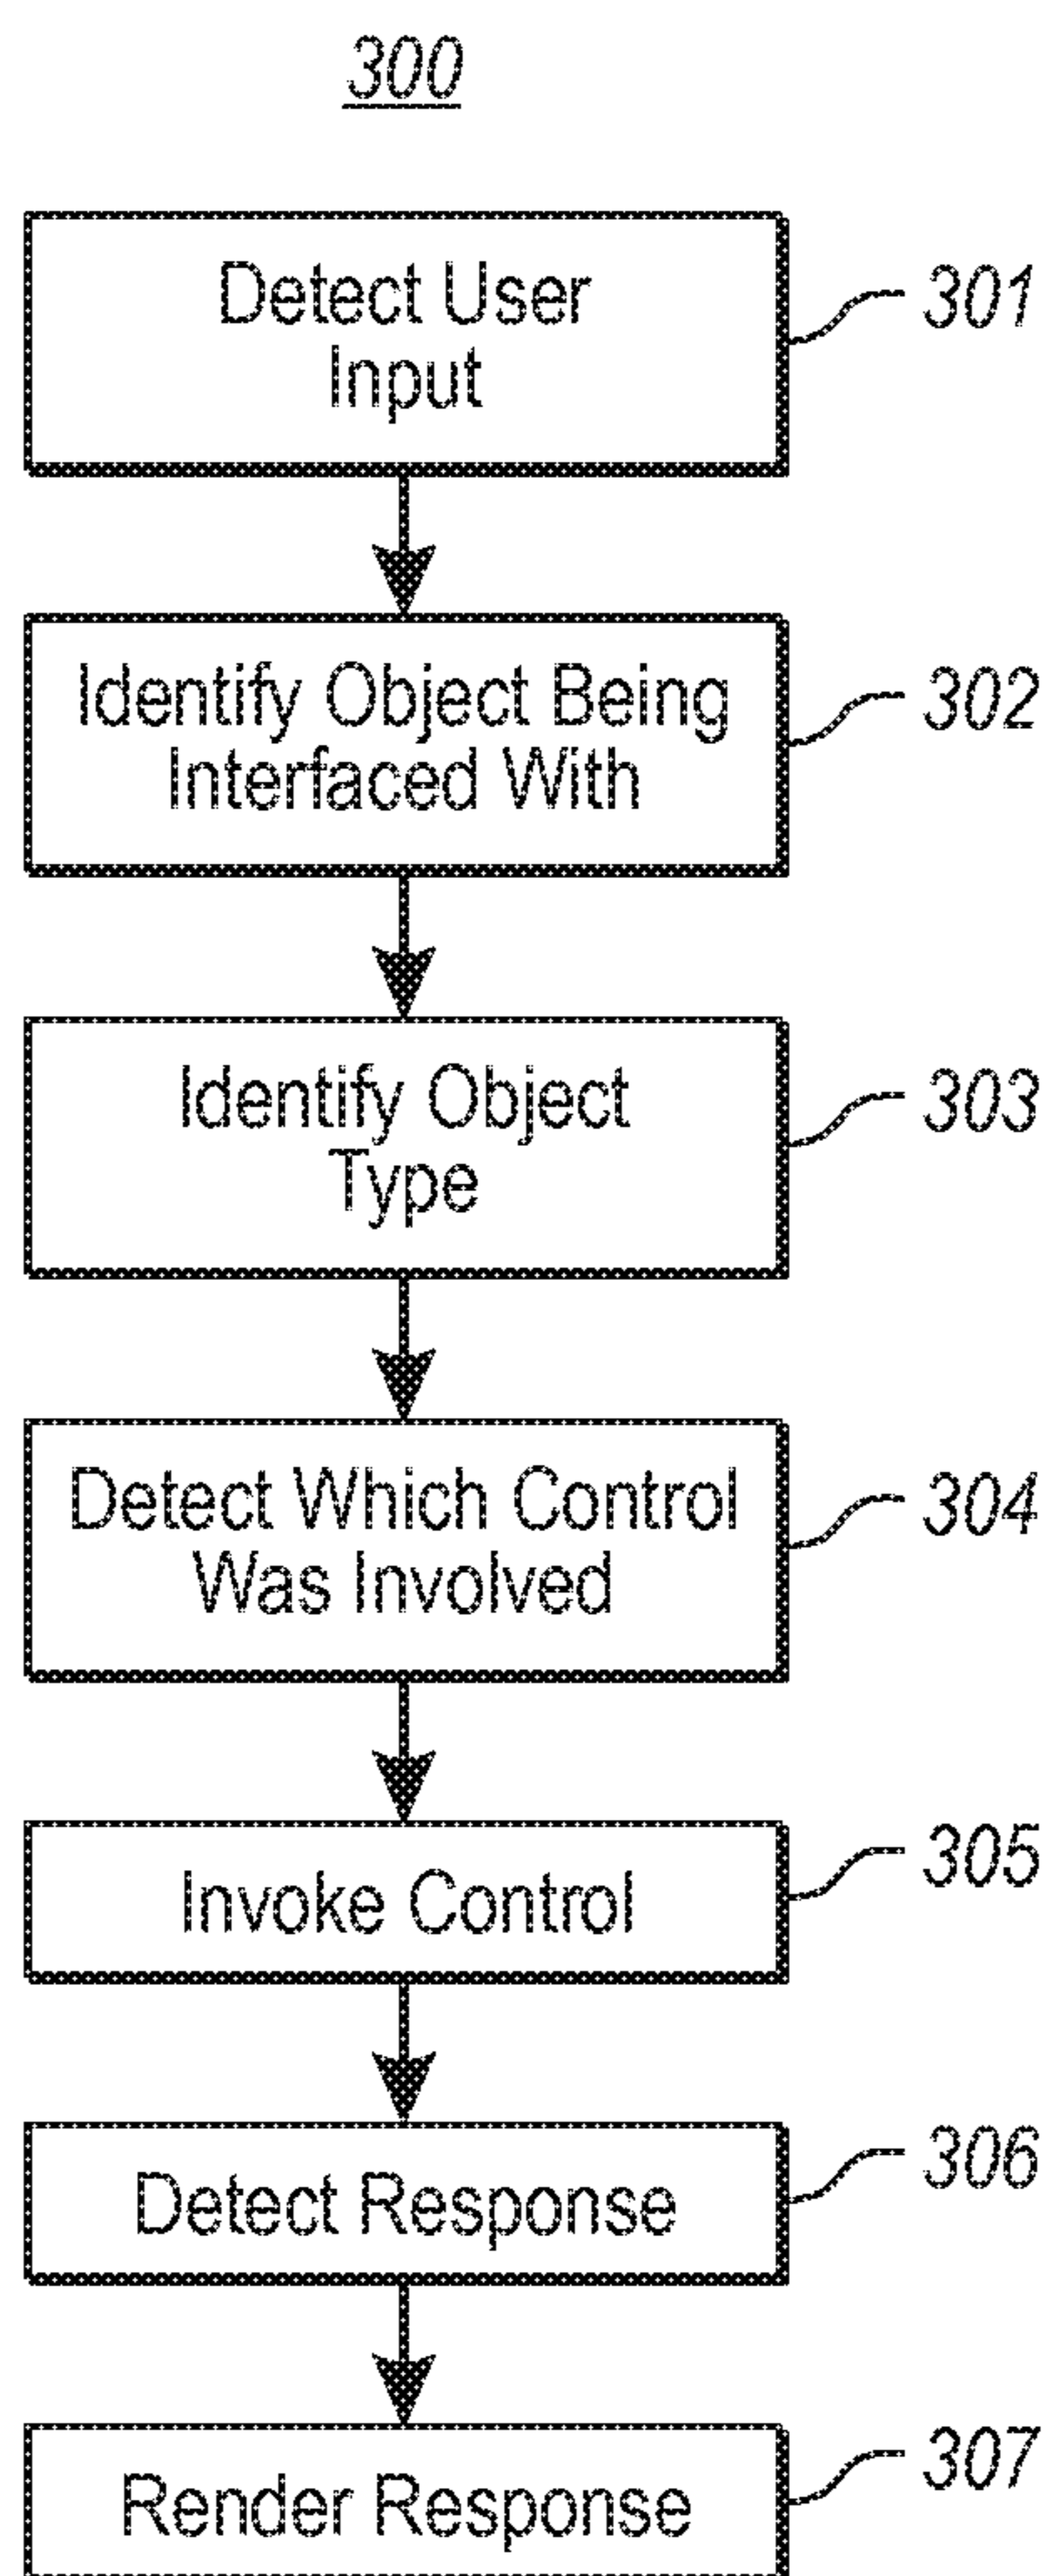 300
Detect User
Input
301
Identify Object Being
Interfaced With
302
Identify Object
Type
303
Detect Which Control
Was Involved
304
Invoke Control
305
Detect Response
306
Render Response
307